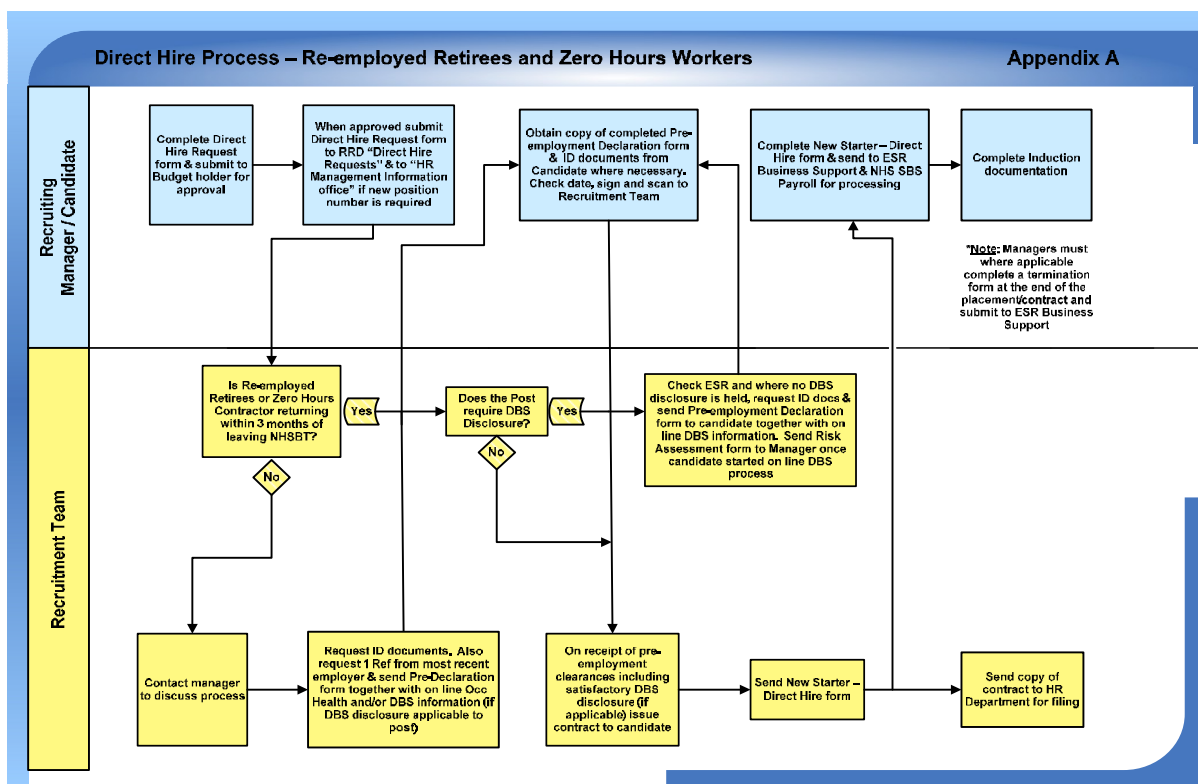 Direct Hire Process – Re-employed Retirees and Zero Hours Workers
Appendix A
Recruiting
Manager / Candidate
Complete Direct
Hire Request
form & submit to
Budget holder for
approval
When approved submit
Direct Hire Request form
to RRD "Direct Hire
Requests" & to "HR
Management Information
office" if new position
number is required
Obtain copy of completed Pre-
employment Declaration form
& ID documents from
Candidate where necessary.
Check date, sign and scan to
Recruitment Team
Complete New Starter – Direct
Hire form & send to ESR
Business Support & NHS SBS
Payroll for processing
Complete Induction
documentation
*Note: Managers must
where applicable
complete a termination
form at the end of the
placement/contract and
submit to ESR Business
Support
Recruitment Team
Is Re-employed
Retirees or Zero Hours
Contractor returning
within 3 months of
leaving NHSBT?
Yes
No
Does the Post
require DBS
Disclosure?
Yes
No
Check ESR and where no DBS
disclosure is held, request ID docs &
send Pre-employment Declaration
form to candidate together with on
line DBS information. Send Risk
Assessment form to Manager once
candidate started on line DBS
process
Contact manager
to discuss process
Request ID documents. Also
request 1 Ref from most recent
employer & send Pre-Declaration
form together with on line Occ
Health and/or DBS information (if
DBS disclosure applicable to
post)
On receipt of pre-
employment
clearances including
satisfactory DBS
disclosure (if
applicable) issue
contract to candidate
Send New Starter –
Direct Hire form
Send copy of
contract to HR
Department for filing